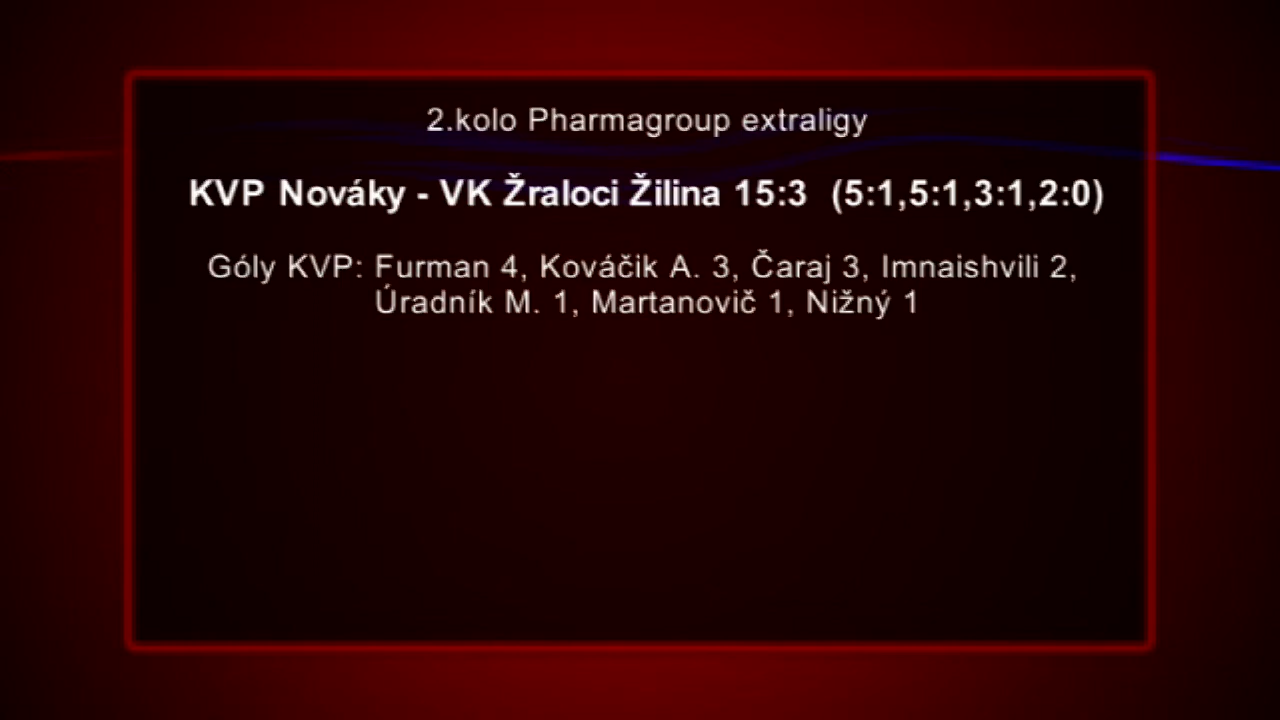 2.kolo Pharmagroup extraligy
KVP Nováky - VK Žraloci Žilina 15:3 (5:1,5:1,3:1,2:0)
Góly KVP: Furman 4, Kováčik A. 3, Čaraj 3, Imnaishvili 2,
Úradník M. 1, Martanovič 1, Nižný 1